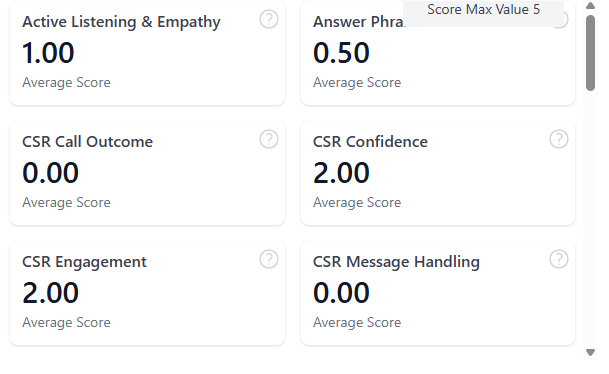 Score Max Value 5
Active Listening & Empathy
1.00
Average Score
Answer
0.50
Average Score
CSR Call Outcome
0.00
Average Score
CSR Confidence
2.00
Average Score
CSR Engagement
2.00
Average Score
CSR Message Handling
0.00
Average Score